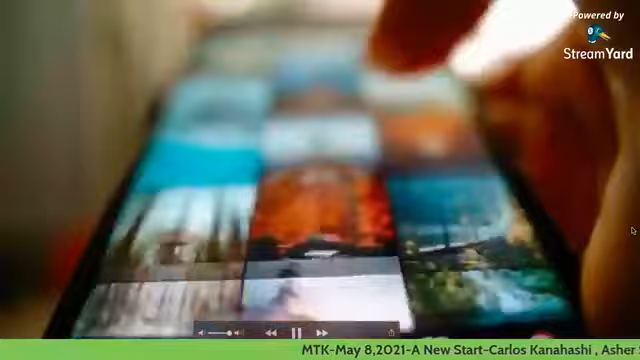 Powered by
StreamYard
MTK-May 8,2021-A New Start-Carlos Kanahashi , Asher